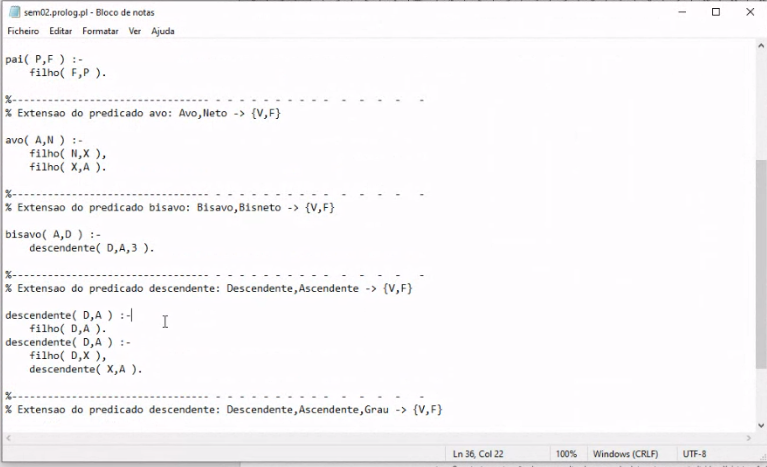 sem02.prolog.pl - Bloco de notas
Ficheiro Editar Formatar Ver Ajuda
pai( P,F ) :-
    filho( F,P ).
%-------------------------------- - - - - - - - - - - - - - - -
% Extensao do predicado avo: Avo,Neto -> {V,F}
avo( A,N ) :-
    filho( N,X ),
    filho( X,A ).
%-------------------------------- - - - - - - - - - - - - - - -
% Extensao do predicado bisavo: Bisavo,Bisneto -> {V,F}
bisavo( A,D ) :-
    descendente( D,A,3 ).
%-------------------------------- - - - - - - - - - - - - - - -
% Extensao do predicado descendente: Descendente,Ascendente -> {V,F}
descendente( D,A ) :-
    filho( D,A ).
descendente( D,A ) :-
    filho( D,X ),
    descendente( X,A ).
%-------------------------------- - - - - - - - - - - - - - - -
% Extensao do predicado descendente: Descendente,Ascendente,Grau -> {V,F}
Ln 36, Col 22 100% Windows (CRLF) UTF-8